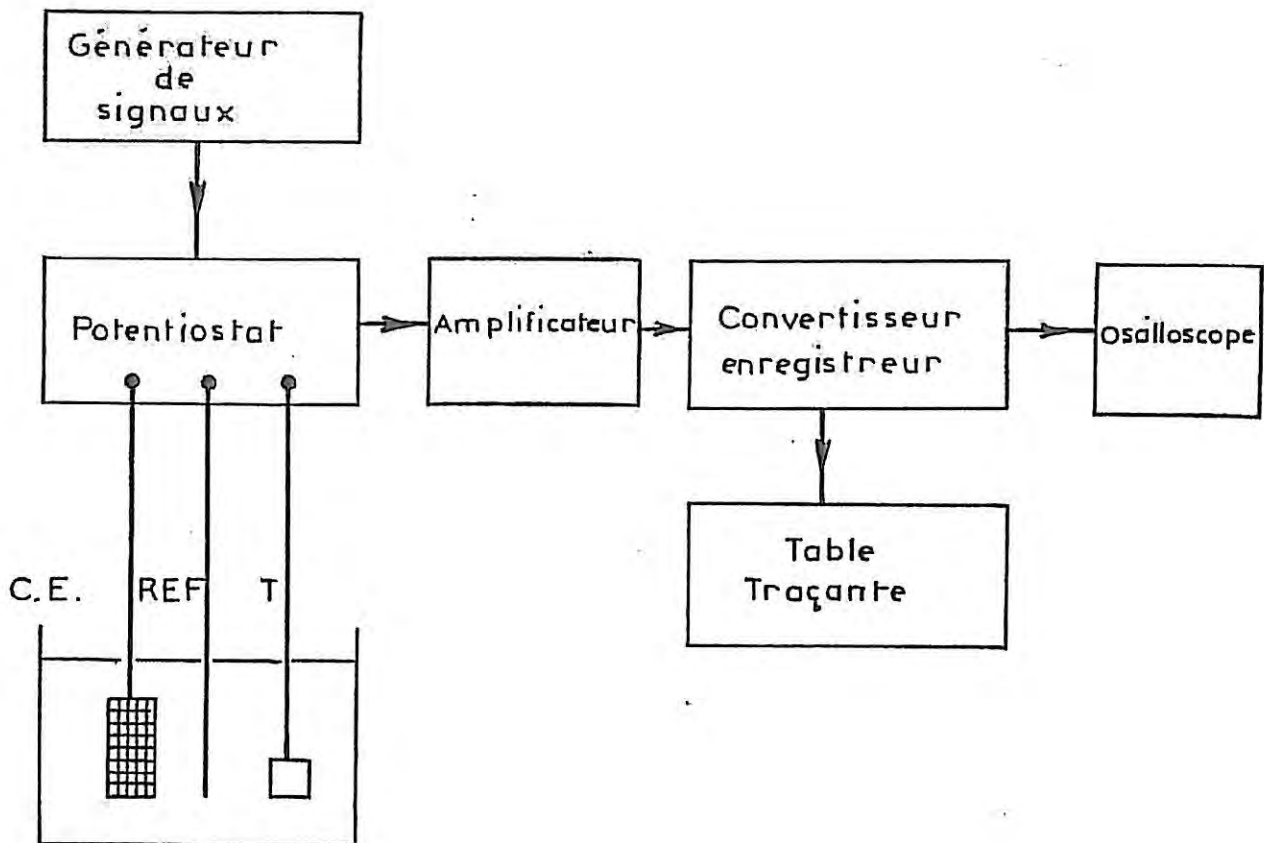 Générateur
de
signaux
Potentiostat
Amplificateur
Convertisseur
enregistreur
Osalloscope
Table
Traçante
C.E.
REF
T